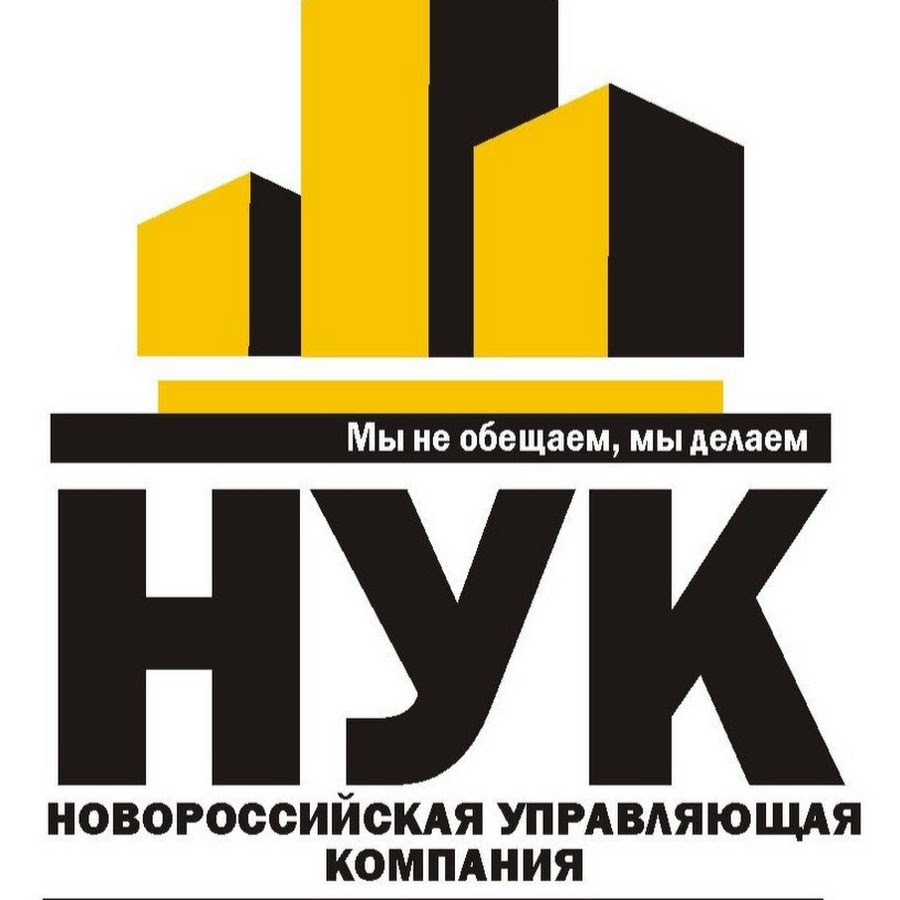 Мы не обещаем, мы делаем
НУК
НОВОРОССИЙСКАЯ УПРАВЛЯЮЩАЯ
КОМПАНИЯ